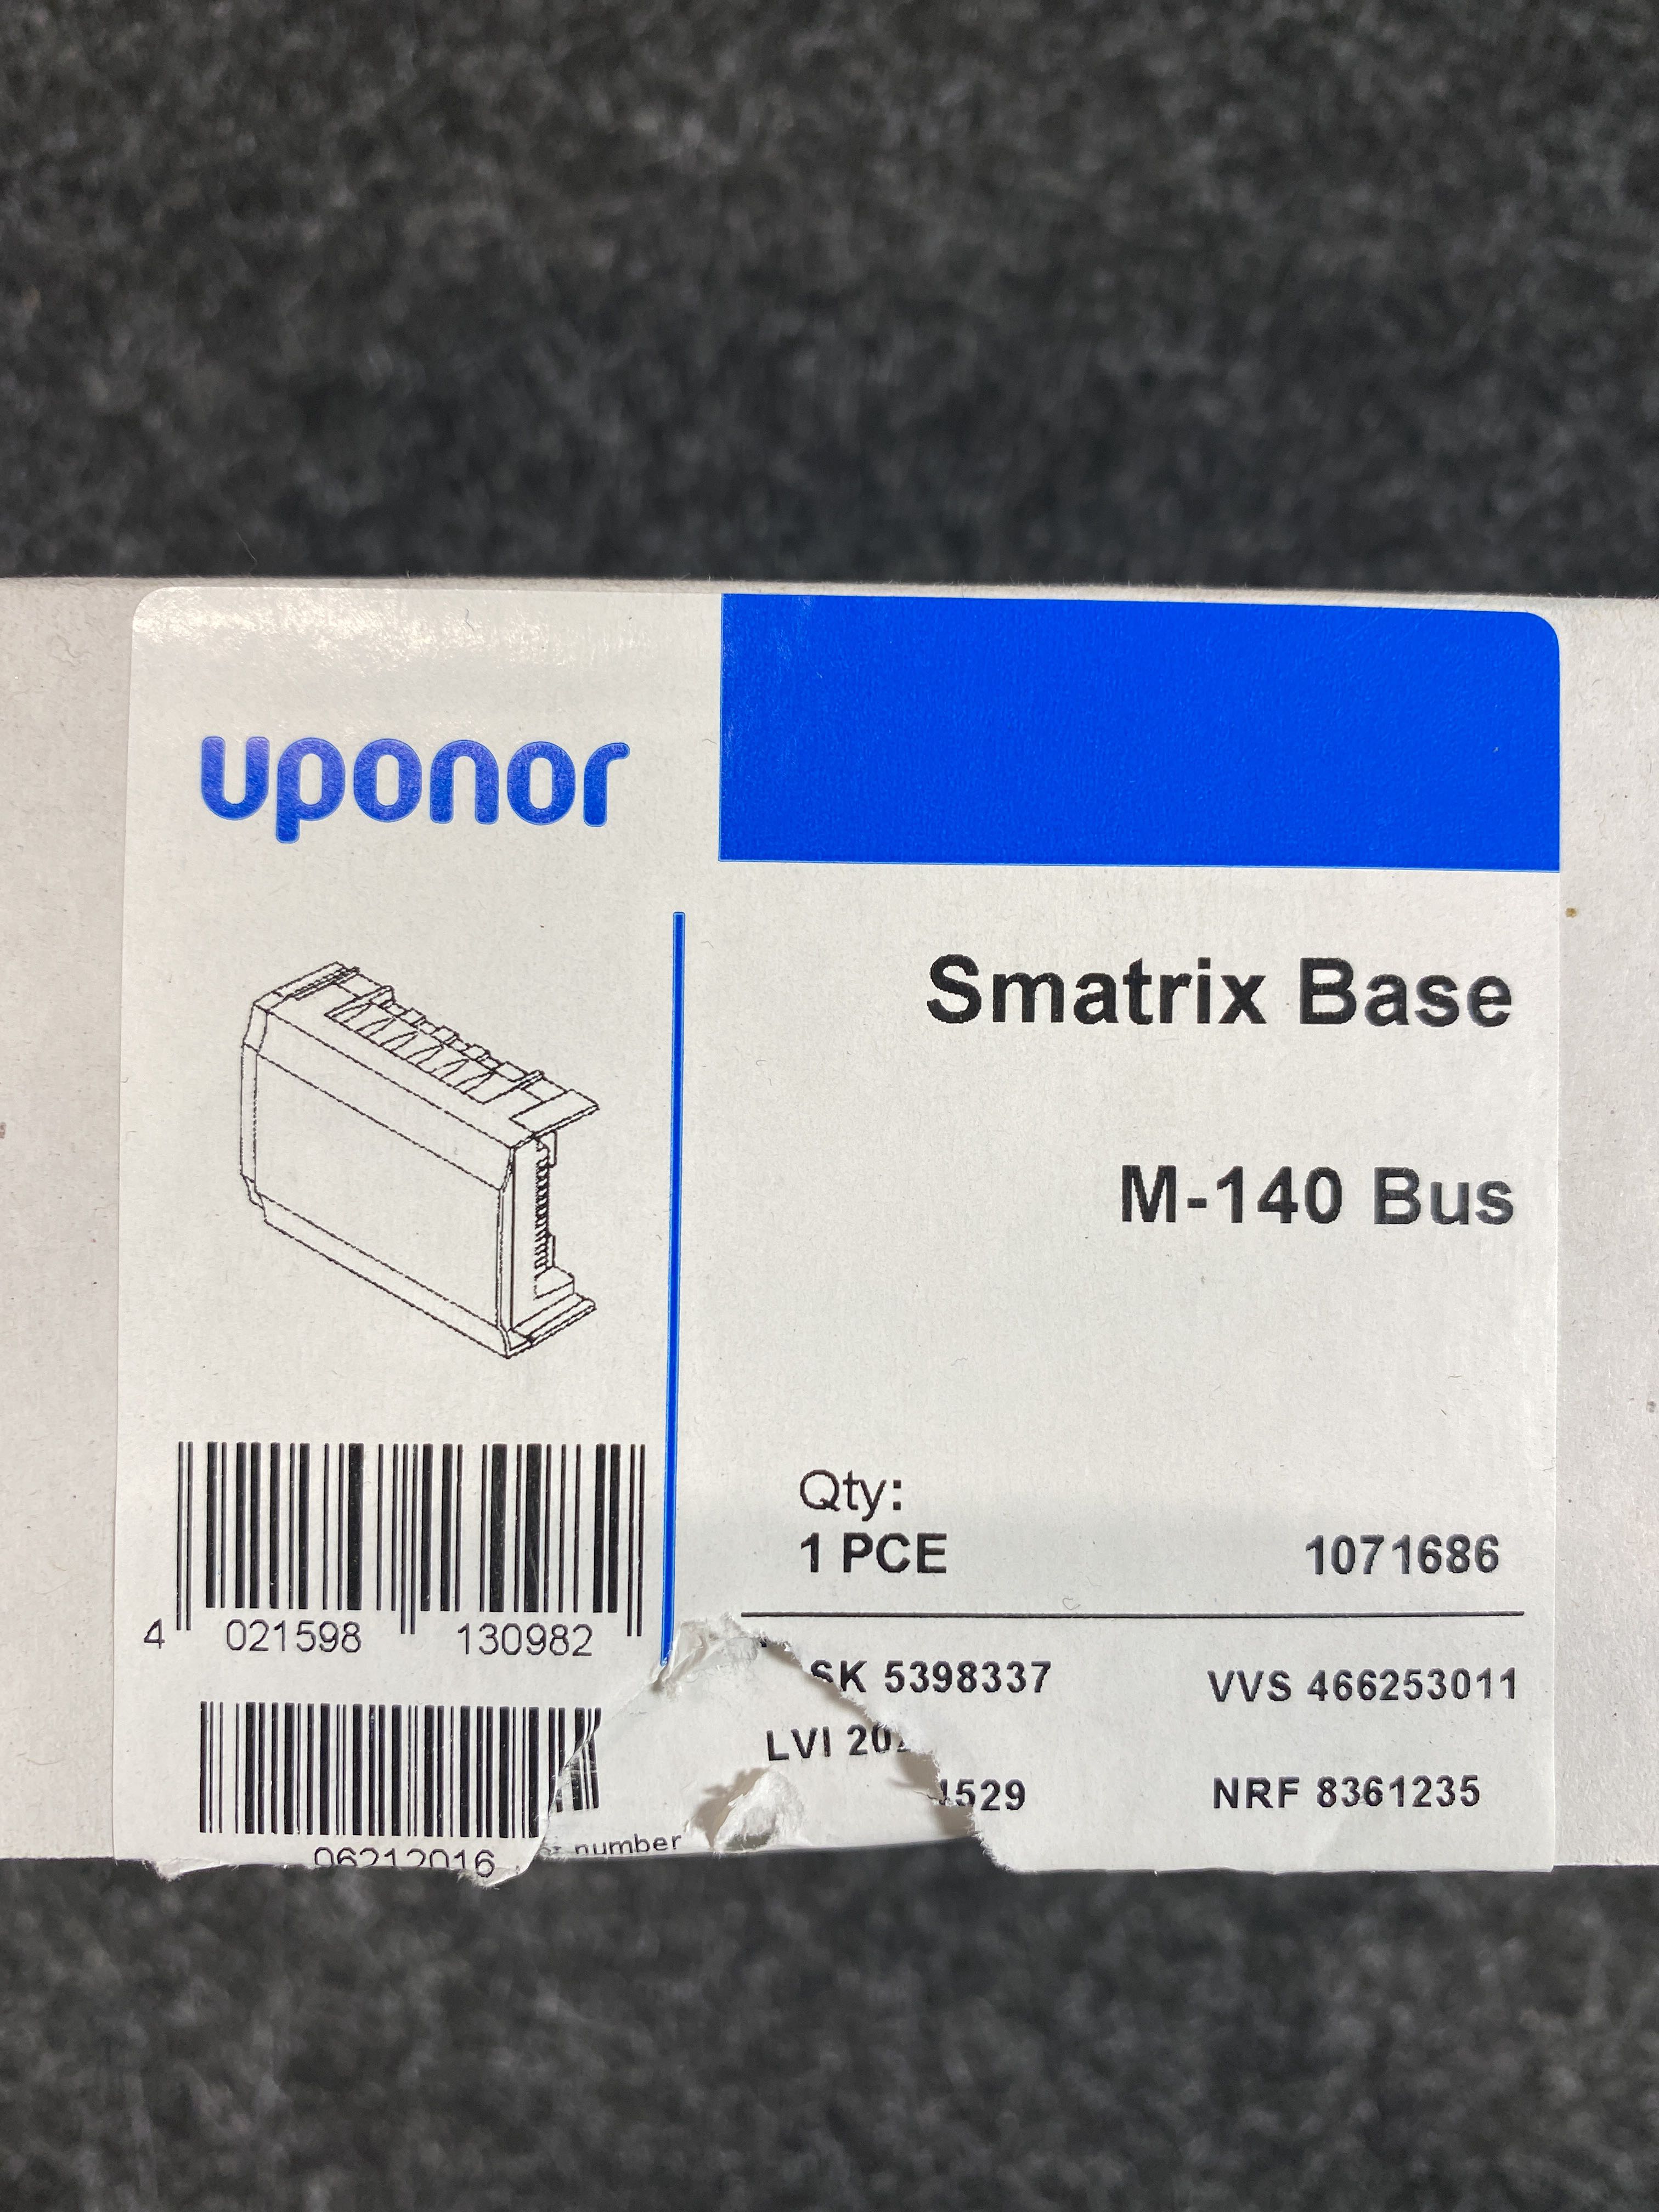 uponor
Smatrix Base
M-140 Bus
Qty:
1 PCE 1071686
4 021598 130982
SK 5398337 VVS 466253011
LVI
NRF 8361235
06212016
number